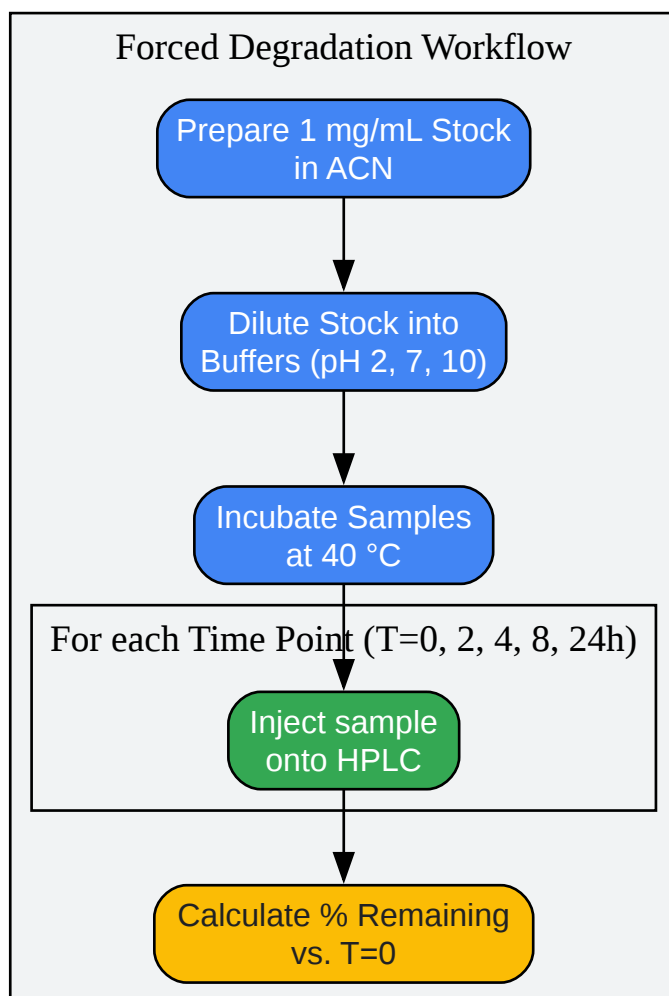 Forced Degradation Workflow
Prepare 1 mg/mL Stock
in ACN
Dilute Stock into
Buffers (pH 2, 7, 10)
Incubate Samples
at 40 °C
For each Time Point (T=0, 2, 4, 8, 24h)
Inject sample
onto HPLC
Calculate % Remaining
vs. T=0